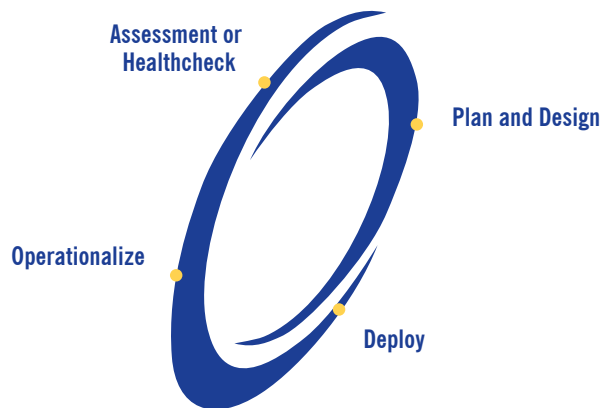 Assessment or
Healthcheck
Plan and Design
Operationalize
Deploy